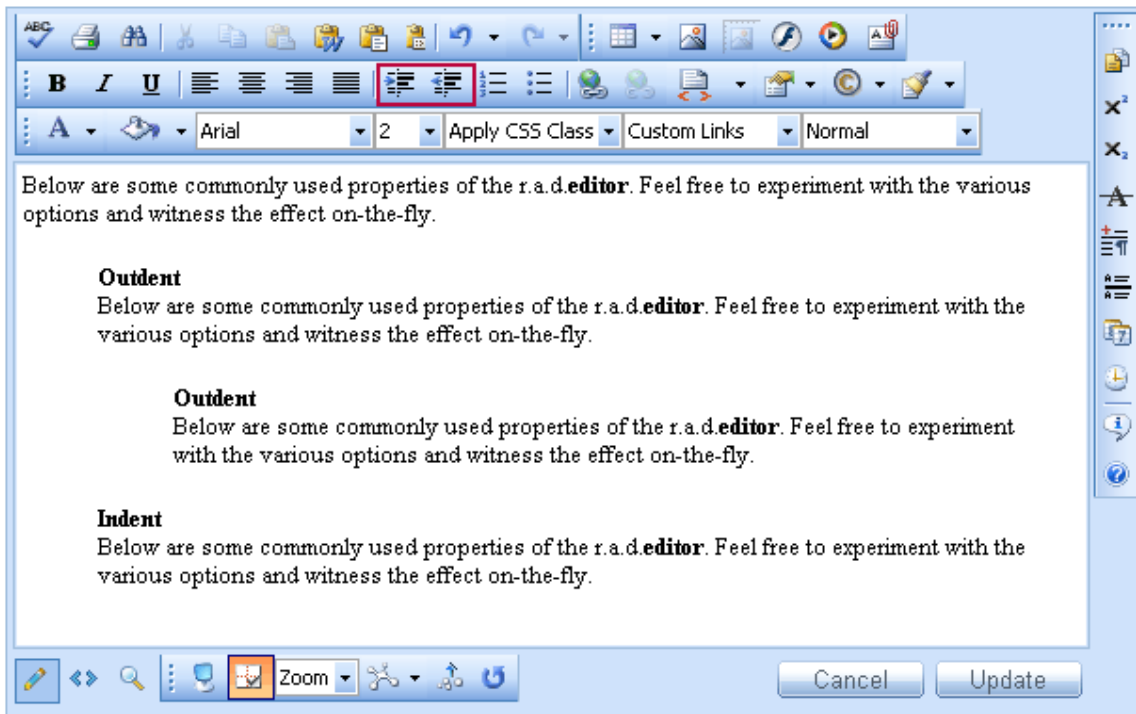 ABC
B I U
A Arial 2 Apply CSS Class Custom Links Normal
Below are some commonly used properties of the r.a.d.editor. Feel free to experiment with the various
options and witness the effect on-the-fly.
Outdent
Below are some commonly used properties of the r.a.d.editor. Feel free to experiment with the
various options and witness the effect on-the-fly.
Outdent
Below are some commonly used properties of the r.a.d.editor. Feel free to experiment
with the various options and witness the effect on-the-fly.
Indent
Below are some commonly used properties of the r.a.d.editor. Feel free to experiment with the
various options and witness the effect on-the-fly.
Zoom
Cancel Update